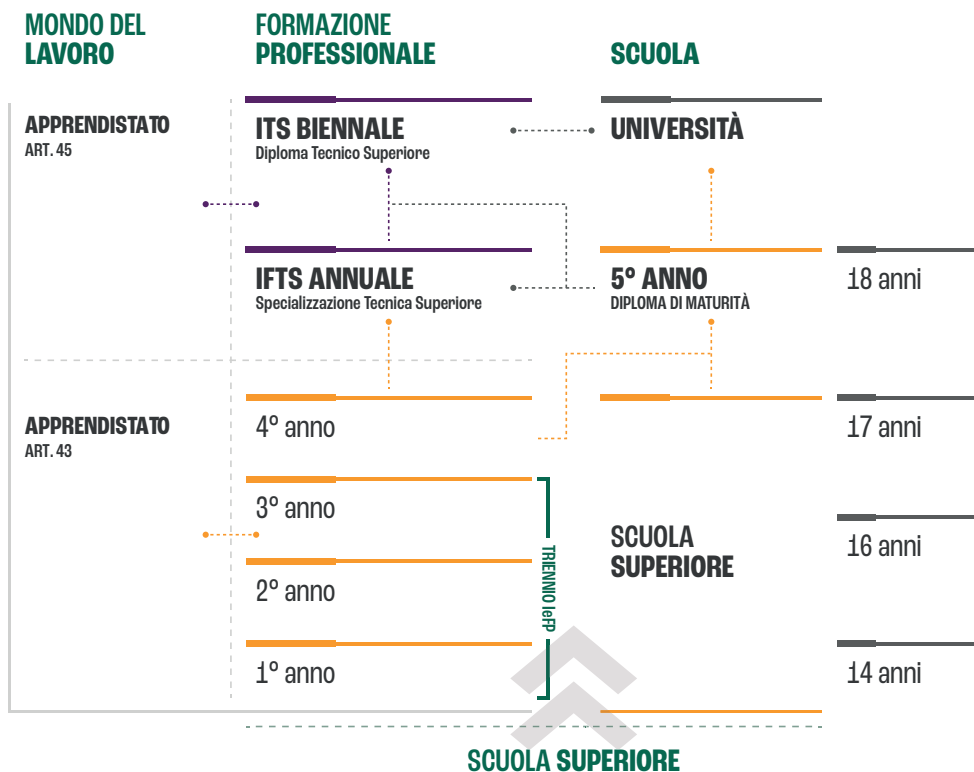 MONDO DEL
LAVORO
FORMAZIONE
PROFESSIONALE
SCUOLA
APPRENDISTATO
ART. 45
ITS BIENNALE
Diploma Tecnico Superiore
UNIVERSITÀ
IFTS ANNUALE
Specializzazione Tecnica Superiore
5° ANNO
DIPLOMA DI MATURITÀ
18 anni
APPRENDISTATO
ART. 43
4° anno
17 anni
3° anno
TRIENNIO IeFP
SCUOLA
SUPERIORE
16 anni
2° anno
1° anno
14 anni
SCUOLA SUPERIORE